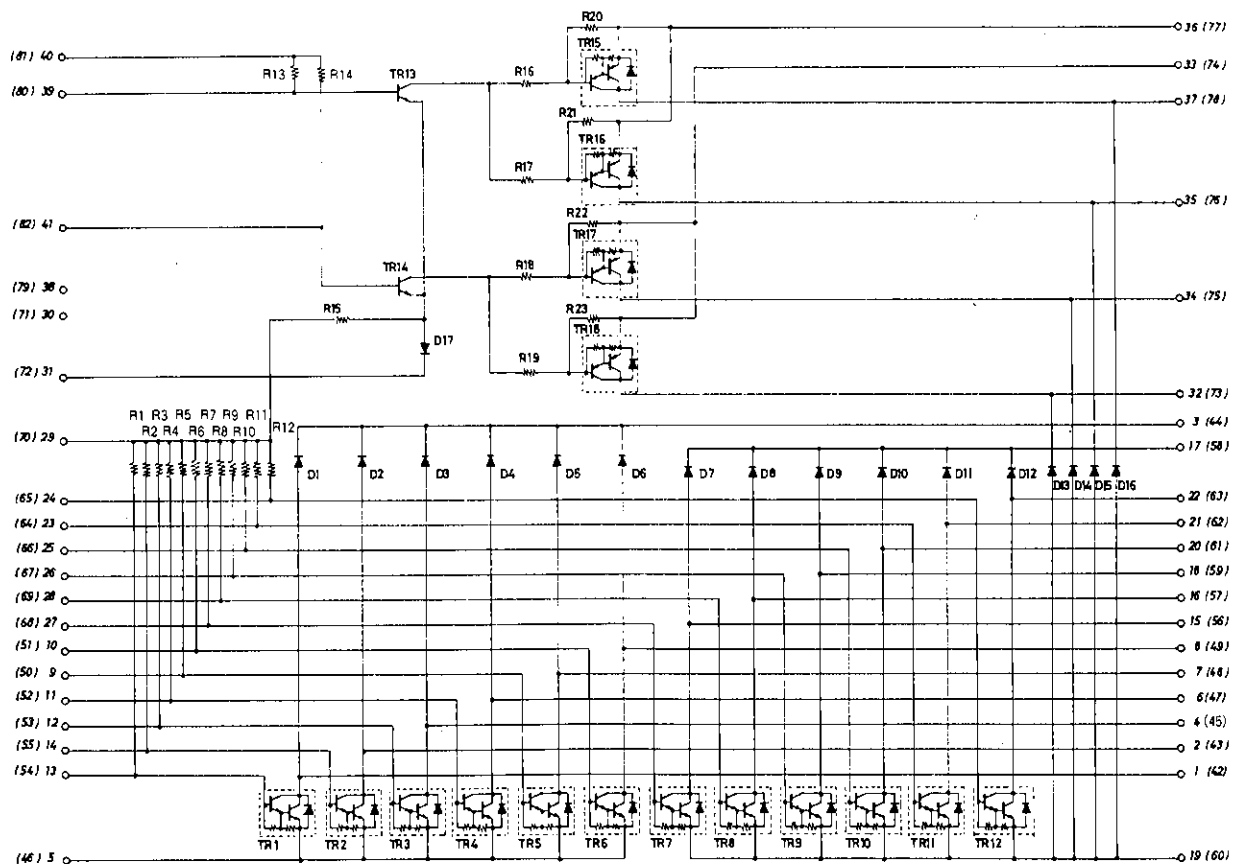 R20
36 (77)
TR15
(81) 40
33 (74)
R13
R14
TR13
R16
(80) 39
37 (78)
R21
TR16
R17
35 (76)
R22
(82) 41
TR17
TR14
R18
(79) 38
34 (75)
(71) 30
R15
R23
TR18
D17
R19
(72) 31
32 (73)
R1 R3 R5 R7 R9 R11
R2 R4 R6 R8 R10 R12
3 (44)
(70) 29
17 (58)
D1 D2 D3 D4 D5 D6 D7 D8 D9 D10 D11 D12 D13 D14 D15 D16
(65) 24
22 (63)
(64) 23
21 (62)
(66) 25
20 (61)
(67) 26
18 (59)
(69) 28
16 (57)
(68) 27
15 (56)
(51) 10
8 (49)
(50) 9
7 (48)
(52) 11
6 (47)
(53) 12
4 (45)
(55) 14
2 (43)
(54) 13
1 (42)
TR1 TR2 TR3 TR4 TR5 TR6 TR7 TR8 TR9 TR10 TR11 TR12
(46) 5
19 (60)